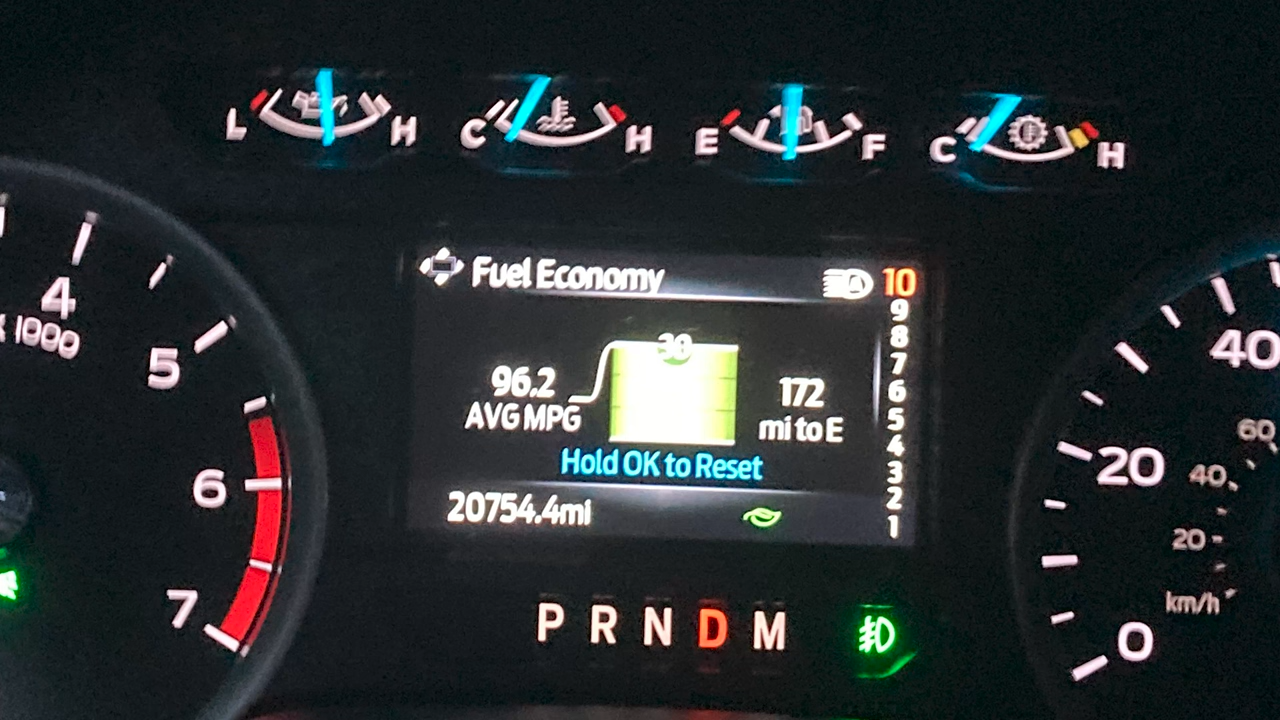 L H C H E F C H
Fuel Economy A 10
9
8
7
6
5
4
3
2
1
30
96.2
AVG MPG
172
mi to E
Hold OK to Reset
20754.4mi
P R N D M
4
1000
5
6
7
40
20
0
60
40
20
km/h